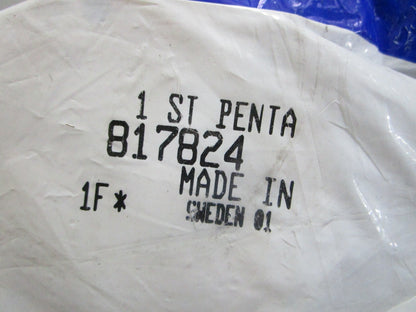 1 ST PENTA
817824
MADE IN
1F* SWEDEN 01